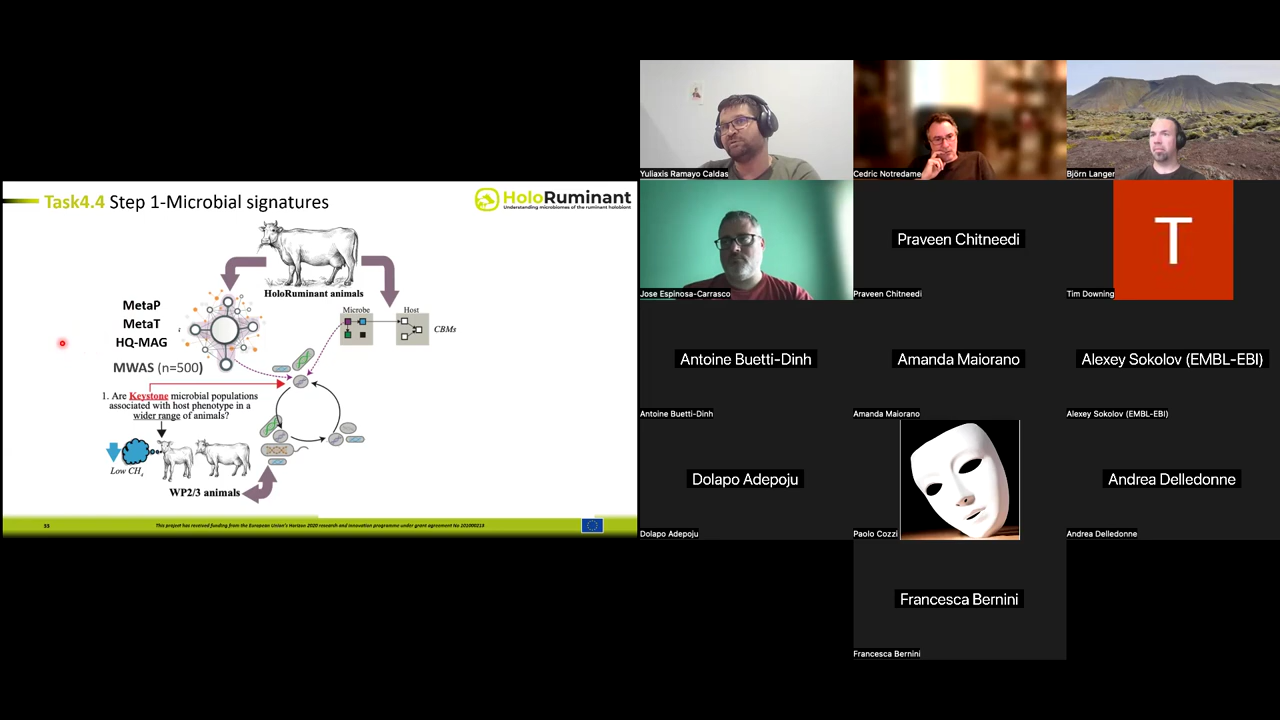 Task4.4 Step 1-Microbial signatures
HoloRuminant
Understanding microbiomes of the ruminant holobiont
HoloRuminant animals
MetaP
MetaT
HQ-MAG
MWAS (n=500)
Microbe
Host
CBMs
1. Are Keystone microbial populations
associated with host phenotype in a
wider range of animals?
Low CH4
WP2/3 animals
This project has received funding from the European Union's Horizon 2020 research and innovation programme under grant agreement No 101000213
Yuliaxis Ramayo Caldas
Cedric Notredame
Björn Langer
Jose Espinosa-Carrasco
Praveen Chitneedi
Praveen Chitneedi
T
Tim Downing
Antoine Buetti-Dinh
Antoine Buetti-Dinh
Amanda Maiorano
Amanda Maiorano
Alexey Sokolov (EMBL-EBI)
Alexey Sokolov (EMBL-EBI)
Dolapo Adepoju
Dolapo Adepoju
Paolo Cozzi
Andrea Delledonne
Andrea Delledonne
Francesca Bernini
Francesca Bernini